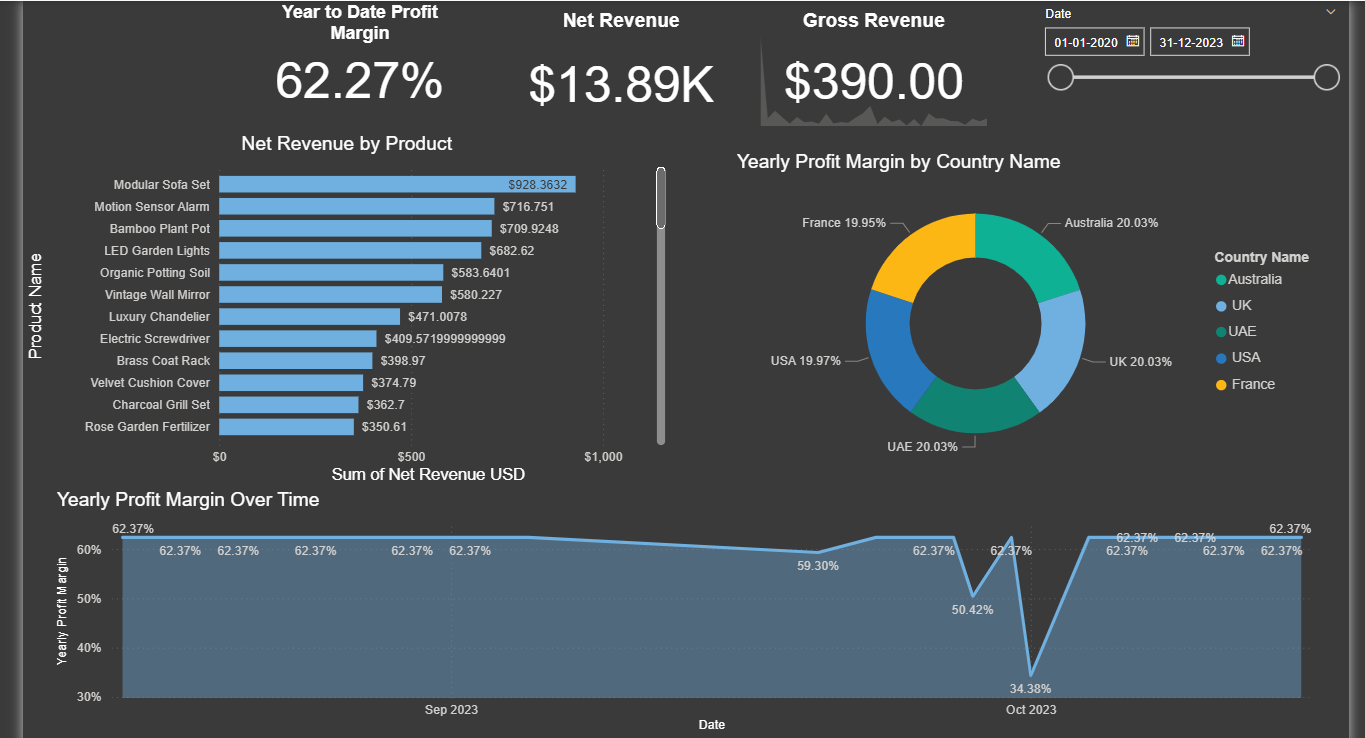 Year to Date Profit
Margin
62.27%
Net Revenue
$13.89K
Gross Revenue
$390.00
Date
01-01-2020
31-12-2023
Net Revenue by Product
Product Name
Modular Sofa Set $928.3632
Motion Sensor Alarm $716.751
Bamboo Plant Pot $709.9248
LED Garden Lights $682.62
Organic Potting Soil $583.6401
Vintage Wall Mirror $580.227
Luxury Chandelier $471.0078
Electric Screwdriver $409.5719999999999
Brass Coat Rack $398.97
Velvet Cushion Cover $374.79
Charcoal Grill Set $362.7
Rose Garden Fertilizer $350.61
$0 $500 $1,000
Sum of Net Revenue USD
Yearly Profit Margin by Country Name
France 19.95%
Australia 20.03%
USA 19.97%
UK 20.03%
UAE 20.03%
Country Name
Australia
UK
UAE
USA
France
Yearly Profit Margin Over Time
Yearly Profit Margin
60%
50%
40%
30%
62.37%
62.37%
62.37%
62.37%
62.37%
62.37%
59.30%
62.37%
50.42%
62.37%
34.38%
62.37%
62.37%
62.37%
62.37%
62.37%
62.37%
Sep 2023
Oct 2023
Date